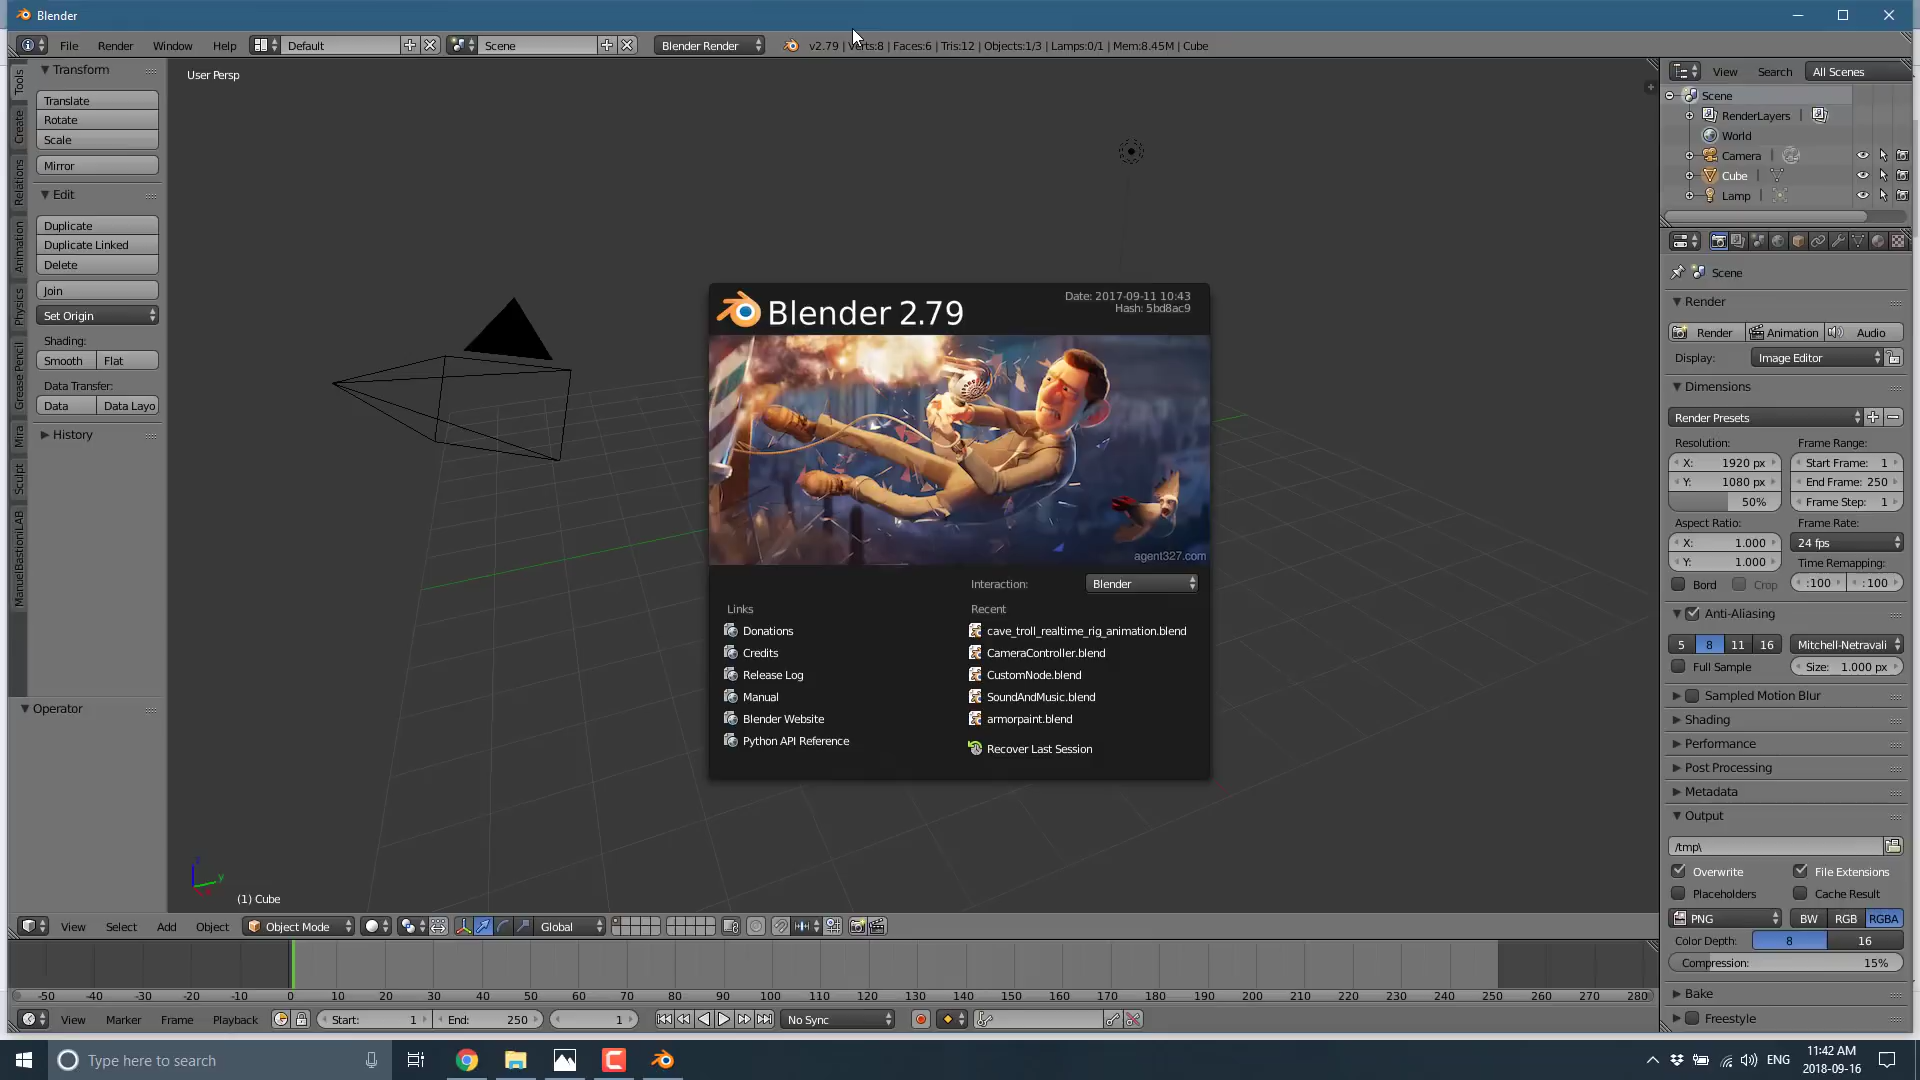 Blender
File Render Window Help Default Scene Blender Render v2.79 | Verts:8 | Faces:6 | Tris:12 | Objects:1/3 | Lamps:0/1 | Mem:8.45M | Cube
Tools
Create
Relations
Animation
Physics
Grease Pencil
Mira
Sculpt
ManuelBastionLAB
Transform
Translate
Rotate
Scale
Mirror
Edit
Duplicate
Duplicate Linked
Delete
Join
Set Origin
Shading:
Smooth Flat
Data Transfer:
Data Data Layo
History
Operator
User Persp
Blender 2.79
Date: 2017-09-11 10:43
Hash: 5bd8ac9
agent327.com
Interaction: Blender
Links
Donations
Credits
Release Log
Manual
Blender Website
Python API Reference
Recent
cave_troll_realtime_rig_animation.blend
CameraController.blend
CustomNode.blend
SoundAndMusic.blend
armorpaint.blend
Recover Last Session
z
y
(1) Cube
View Search All Scenes
Scene
RenderLayers |
World
Camera |
Cube |
Lamp |
Scene
Render
Render Animation Audio
Display: Image Editor
Dimensions
Render Presets
Resolution: Frame Range:
X: 1920 px Start Frame: 1
Y: 1080 px End Frame: 250
50% Frame Step: 1
Aspect Ratio: Frame Rate:
X: 1.000 24 fps
Y: 1.000 Time Remapping:
Bord Crop :100 :100
Anti-Aliasing
5 8 11 16 Mitchell-Netravali
Full Sample Size: 1.000 px
Sampled Motion Blur
Shading
Performance
Post Processing
Metadata
Output
/tmp\
Overwrite File Extensions
Placeholders Cache Result
PNG BW RGB RGBA
Color Depth: 8 16
Compression: 15%
Bake
Freestyle
View Select Add Object Object Mode Global
-50 -40 -30 -20 -10 0 10 20 30 40 50 60 70 80 90 100 110 120 130 140 150 160 170 180 190 200 210 220 230 240 250 260 270 280
View Marker Frame Playback Start: 1 End: 250 1 No Sync
Type here to search
ENG 11:42 AM
2018-09-16